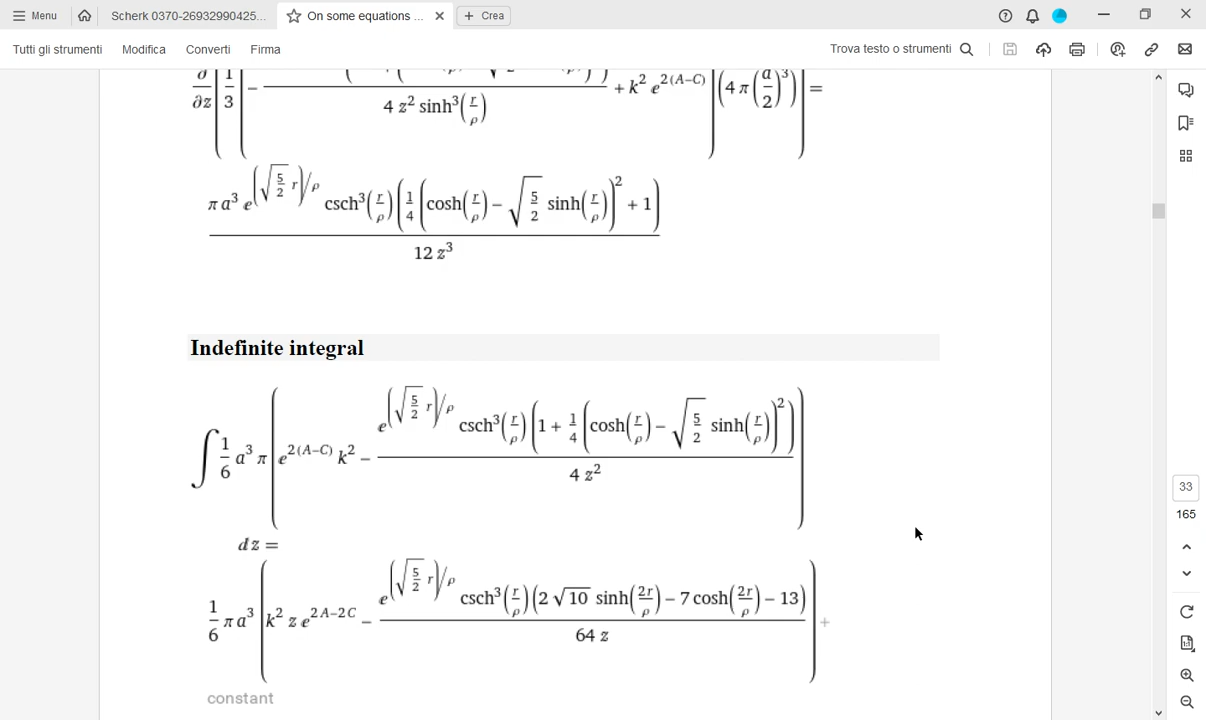 Menu
Scherk 0370-26932990425...
On some equations ...
+ Crea
Tutti gli strumenti Modifica Converti Firma
Trova testo o strumenti
∂/∂z ( 1/3 ( − / 4 z² sinh³(r/ρ) + k² e^(2(A−C)) ) (4 π (a/2)³) ) =
π a³ e^((√(5/2) r)/ρ) csch³(r/ρ) (1/4 (cosh(r/ρ) − √(5/2) sinh(r/ρ))² + 1)
12 z³
Indefinite integral
∫ 1/6 a³ π ( e^(2(A−C)) k² − e^((√(5/2) r)/ρ) csch³(r/ρ) (1 + 1/4 (cosh(r/ρ) − √(5/2) sinh(r/ρ))²) / 4 z² )
dz =
1/6 π a³ ( k² z e^(2A−2C) − e^((√(5/2) r)/ρ) csch³(r/ρ) (2 √10 sinh(2r/ρ) − 7 cosh(2r/ρ) − 13) / 64 z ) +
constant
33
165